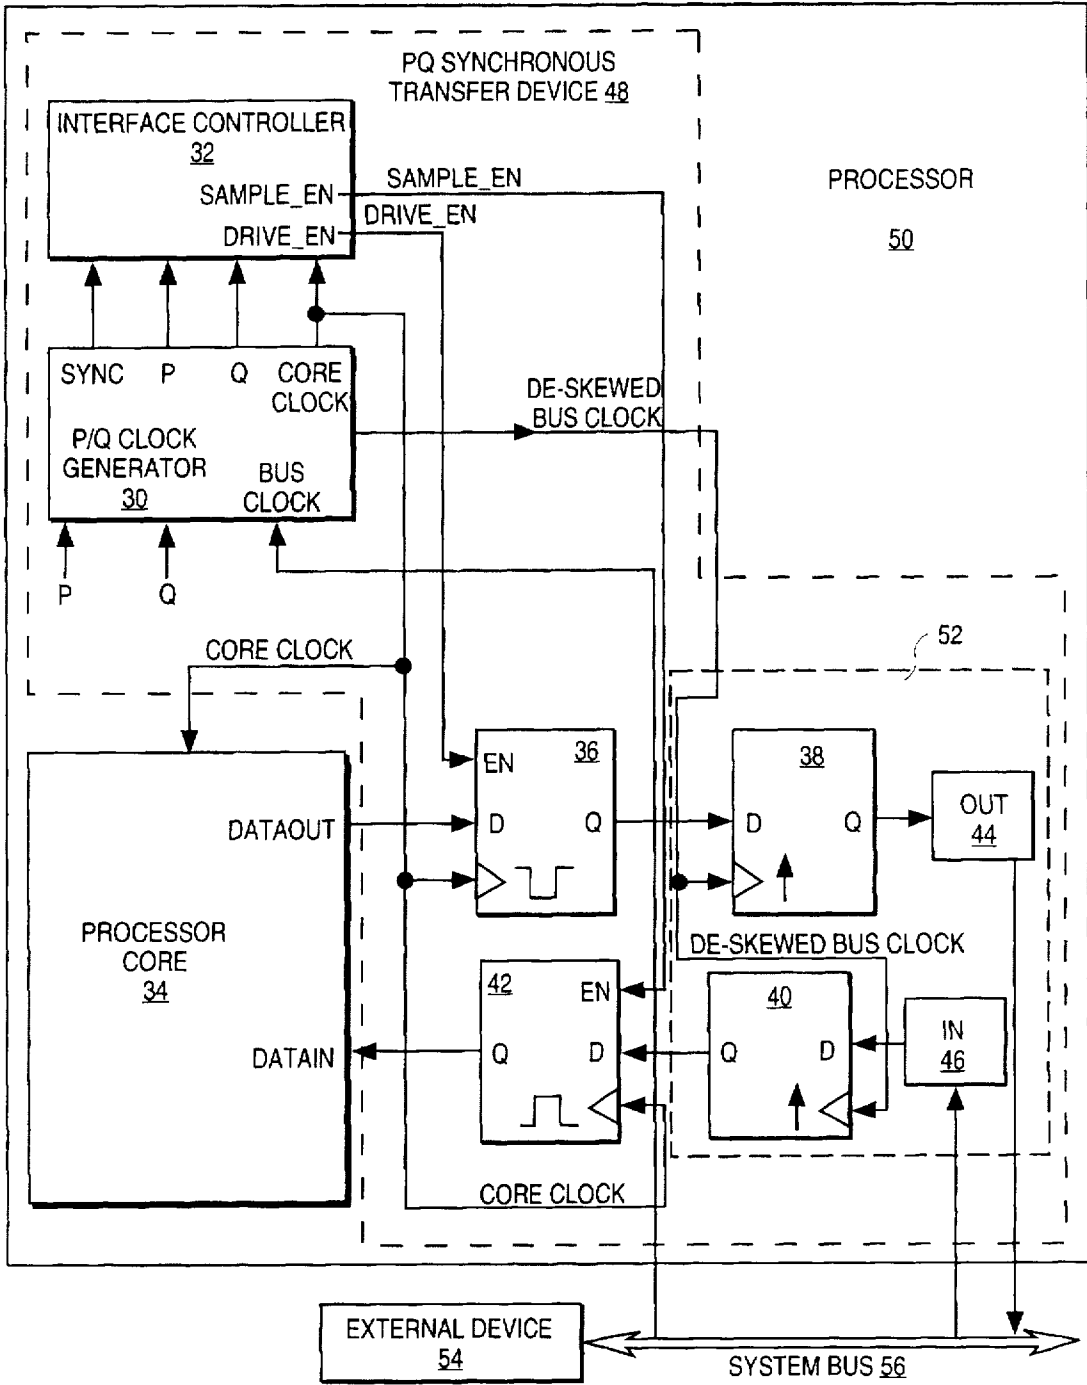 PQ SYNCHRONOUS
TRANSFER DEVICE 48
INTERFACE CONTROLLER
32
SAMPLE_EN
DRIVE_EN
SAMPLE_EN
DRIVE_EN
PROCESSOR
50
SYNC P Q CORE
CLOCK
P/Q CLOCK
GENERATOR
30
BUS
CLOCK
DE-SKEWED
BUS CLOCK
P
Q
CORE CLOCK
52
36
EN
D Q
38
D Q
OUT
44
DATAOUT
PROCESSOR
CORE
34
DATAIN
DE-SKEWED BUS CLOCK
42
EN
Q D
40
Q D
IN
46
CORE CLOCK
EXTERNAL DEVICE
54
SYSTEM BUS 56